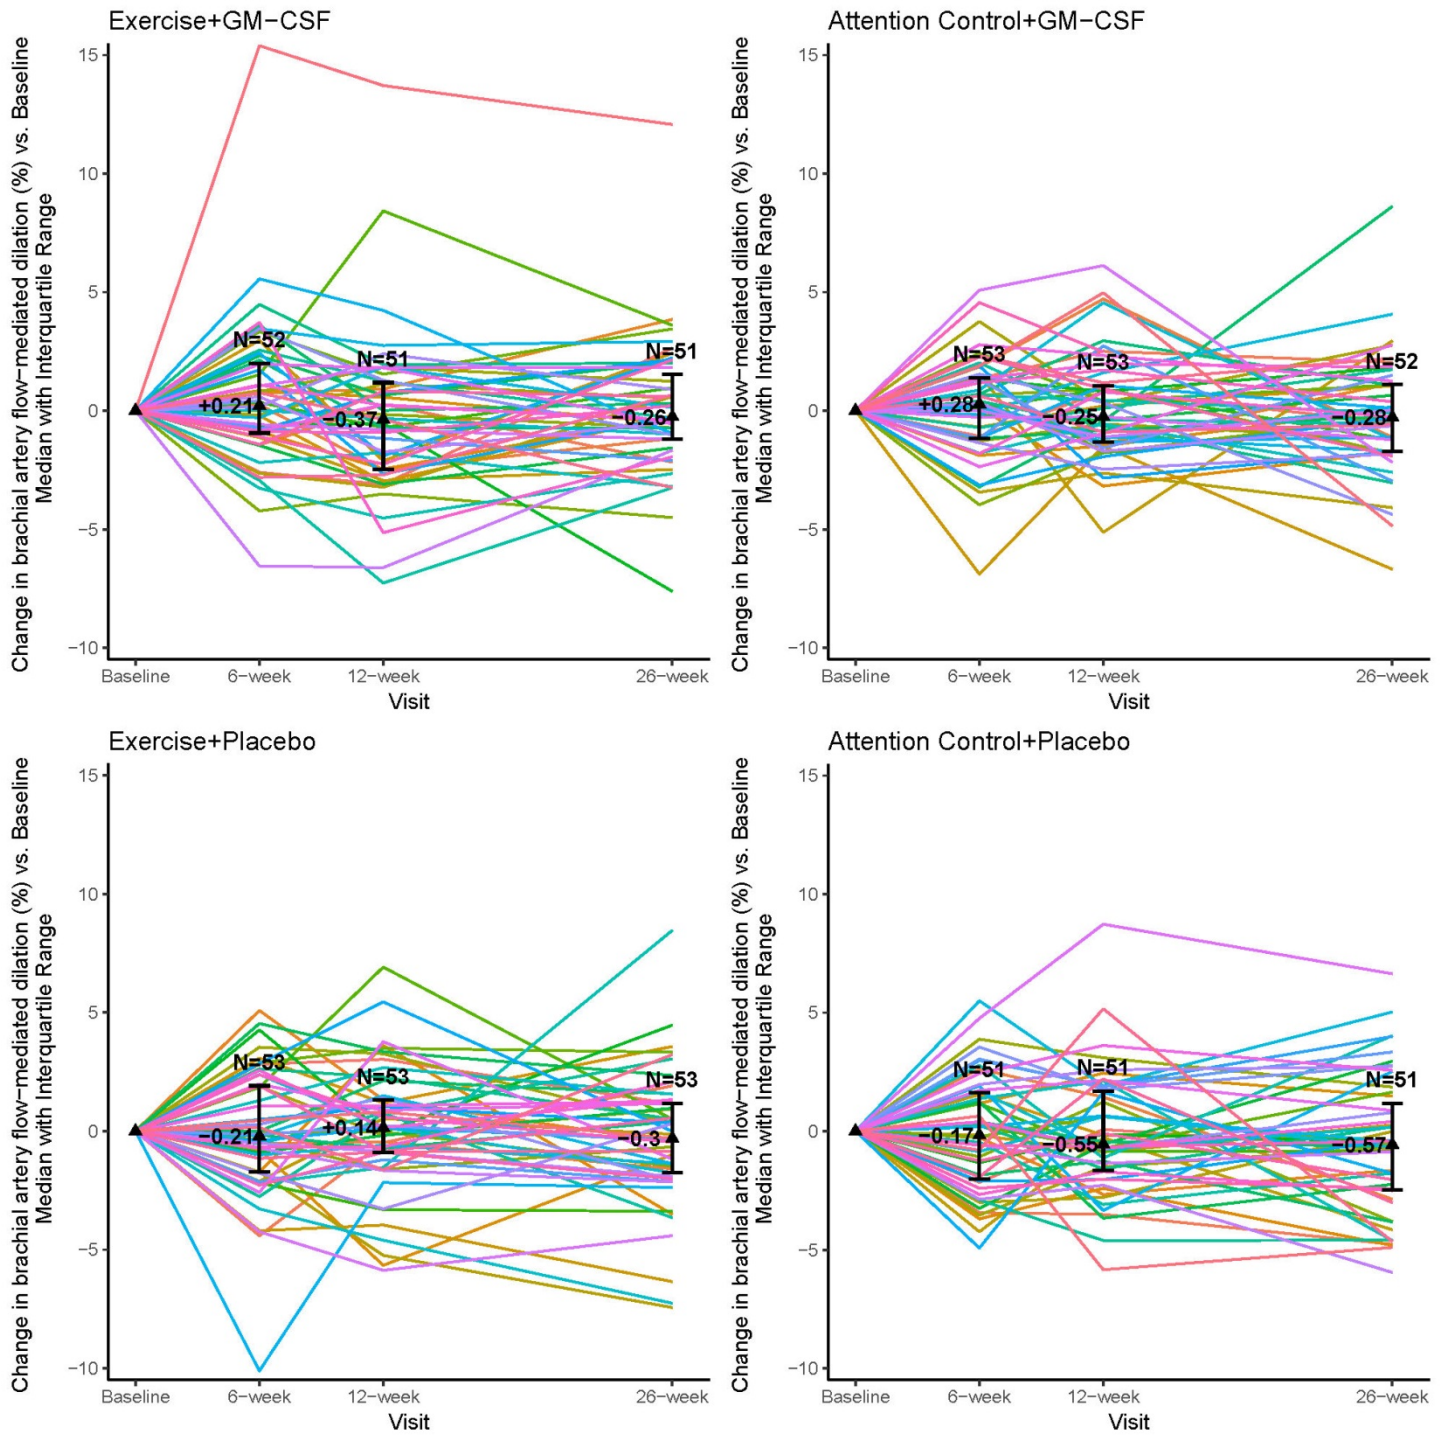 Exercise+GM−CSF
Change in brachial artery flow−mediated dilation (%) vs. Baseline
Median with Interquartile Range
15
10
5
0
−5
−10
N=52
N=51
N=51
+0.21
−0.37
−0.26
Baseline
6−week
12−week
26−week
Visit
Attention Control+GM−CSF
Change in brachial artery flow−mediated dilation (%) vs. Baseline
Median with Interquartile Range
15
10
5
0
−5
−10
N=53
N=53
N=52
+0.28
−0.25
−0.28
Baseline
6−week
12−week
26−week
Visit
Exercise+Placebo
Change in brachial artery flow−mediated dilation (%) vs. Baseline
Median with Interquartile Range
15
10
5
0
−5
−10
N=53
N=53
N=53
−0.21
+0.14
−0.3
Baseline
6−week
12−week
26−week
Visit
Attention Control+Placebo
Change in brachial artery flow−mediated dilation (%) vs. Baseline
Median with Interquartile Range
15
10
5
0
−5
−10
N=51
N=51
N=51
−0.17
−0.55
−0.57
Baseline
6−week
12−week
26−week
Visit